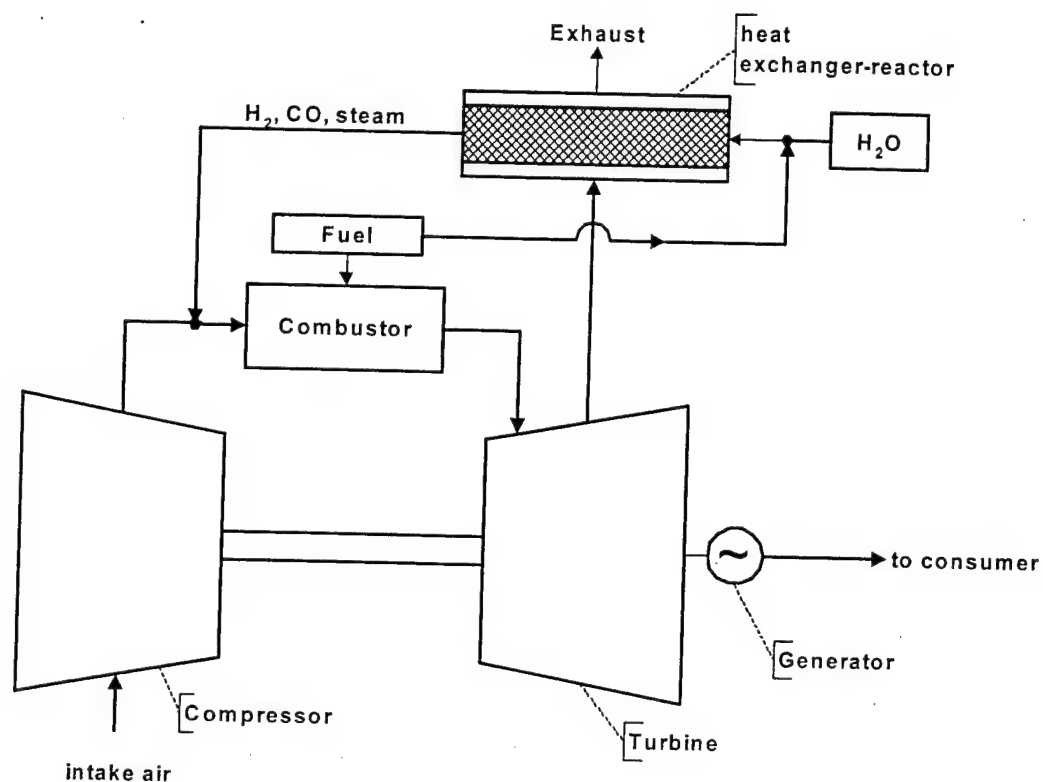 Exhaust
heat
exchanger-reactor
H₂, CO, steam
H₂O
Fuel
Combustor
~
to consumer
Generator
Compressor
Turbine
intake air